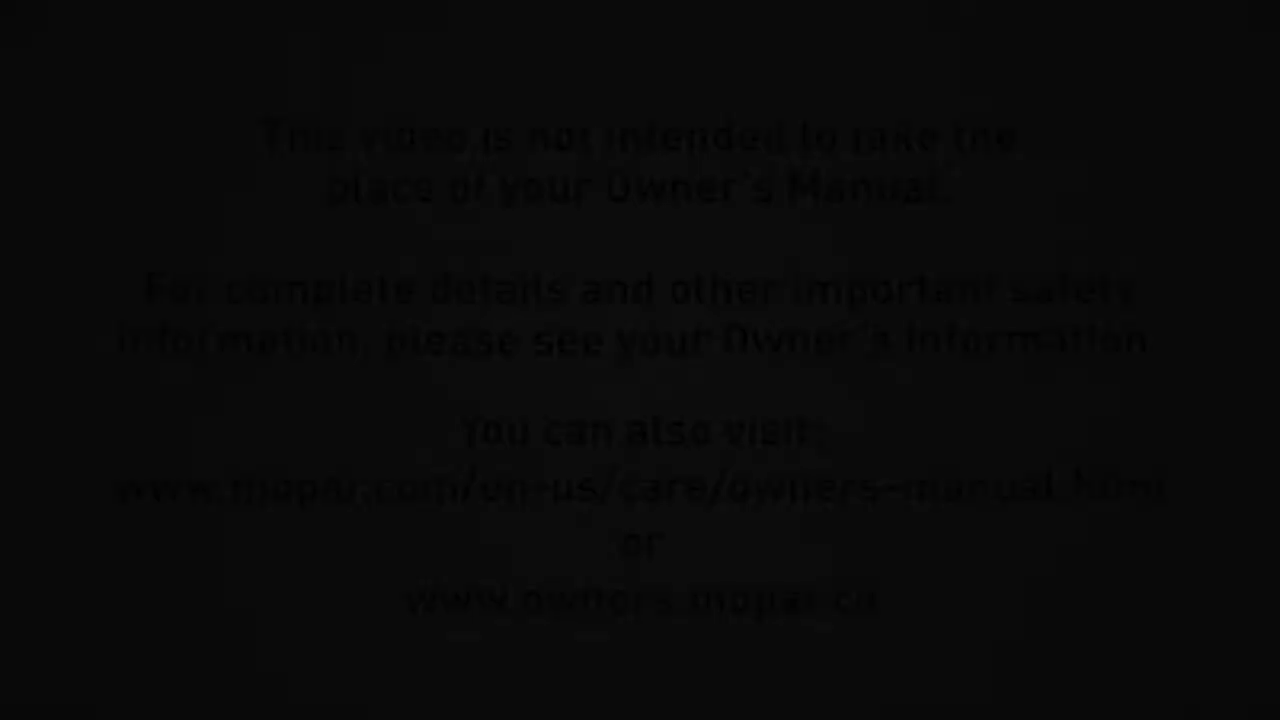 This video is not intended to take the
place of your Owner's Manual.
For complete details and other important safety
information, please see your Owner's Information
You can also visit:
www.mopar.com/en-us/care/owners-manual.html
or
www.owners.mopar.ca